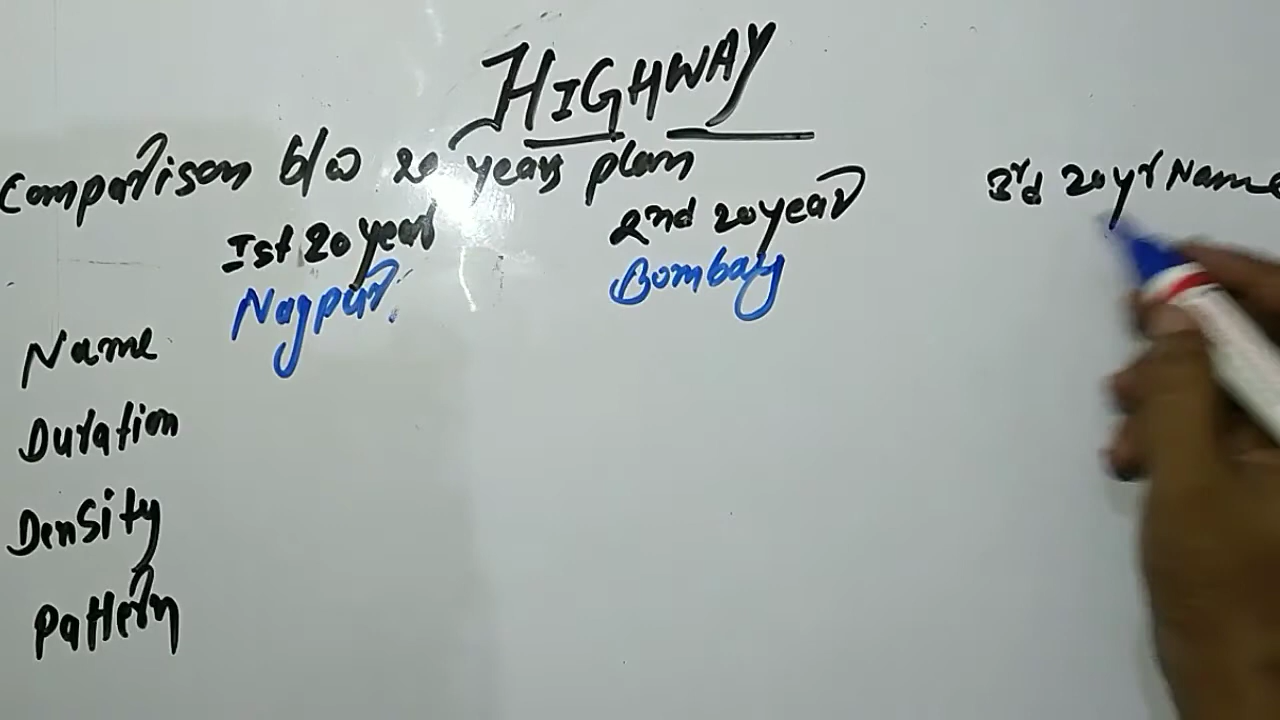 HIGHWAY
Comparison b/w 20 years plan
Ist 20 year 2nd 20 year 3rd 20 yr Name
Nagpur Bombay
Name
Duration
Density
Pattern